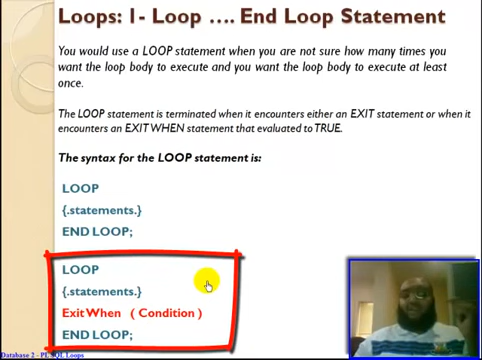 Loops: 1- Loop …. End Loop Statement
You would use a LOOP statement when you are not sure how many times you
want the loop body to execute and you want the loop body to execute at least
once.
The LOOP statement is terminated when it encounters either an EXIT statement or when it
encounters an EXIT WHEN statement that evaluated to TRUE.
The syntax for the LOOP statement is:
LOOP
{.statements.}
END LOOP;
LOOP
{.statements.}
Exit When ( Condition )
END LOOP;
Database 2 - PL SQL Loops